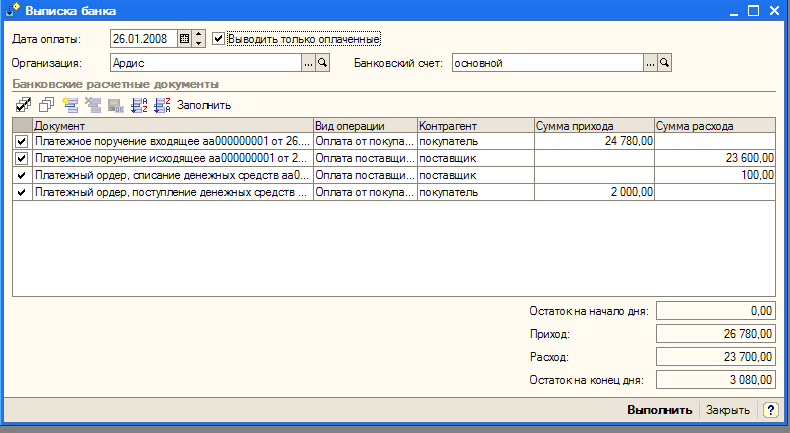 Выписка банка
Дата оплаты: 26.01.2008 Выводить только оплаченные
Организация: Ардис ... Банковский счет: основной ...
Банковские расчетные документы
Заполнить
Документ Вид операции Контрагент Сумма прихода Сумма расхода
Платежное поручение входящее аа000000001 от 26.... Оплата от покупа... покупатель 24 780,00
Платежное поручение исходящее аа000000001 от 2... Оплата поставщи... поставщик 23 600,00
Платежный ордер, списание денежных средств аа0... Оплата поставщи... поставщик 100,00
Платежный ордер, поступление денежных средств ... Оплата от покупа... покупатель 2 000,00
Остаток на начало дня: 0,00
Приход: 26 780,00
Расход: 23 700,00
Остаток на конец дня: 3 080,00
Выполнить Закрыть ?